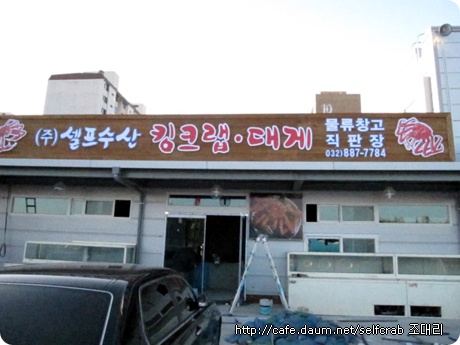 (주) 셀프수산 킹크랩·대게
물류창고
직판장
032) 887-7784
http://cafe.daum.net/selfcrab 조대리